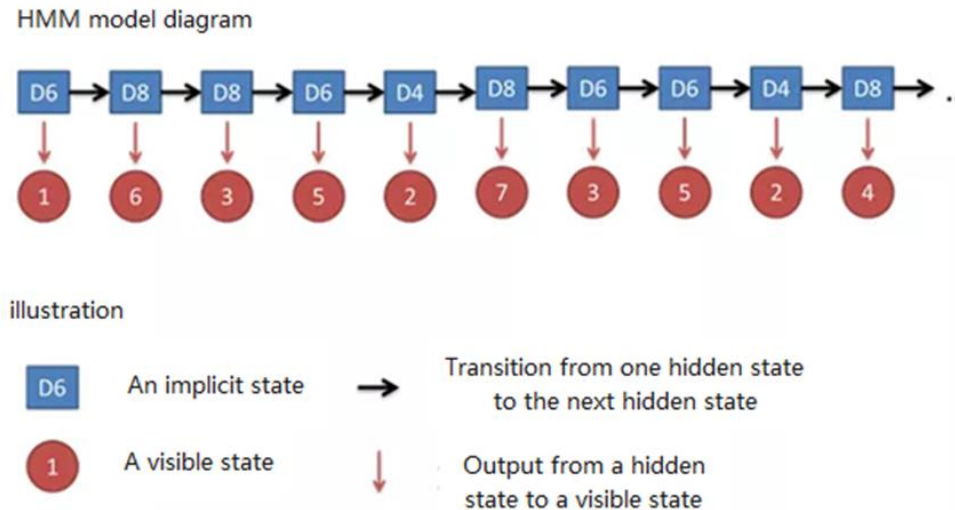 HMM model diagram
D6 D8 D8 D6 D4 D8 D6 D6 D4 D8 ..
1 6 3 5 2 7 3 5 2 4
illustration
D6 An implicit state Transition from one hidden state
to the next hidden state
1 A visible state Output from a hidden
state to a visible state